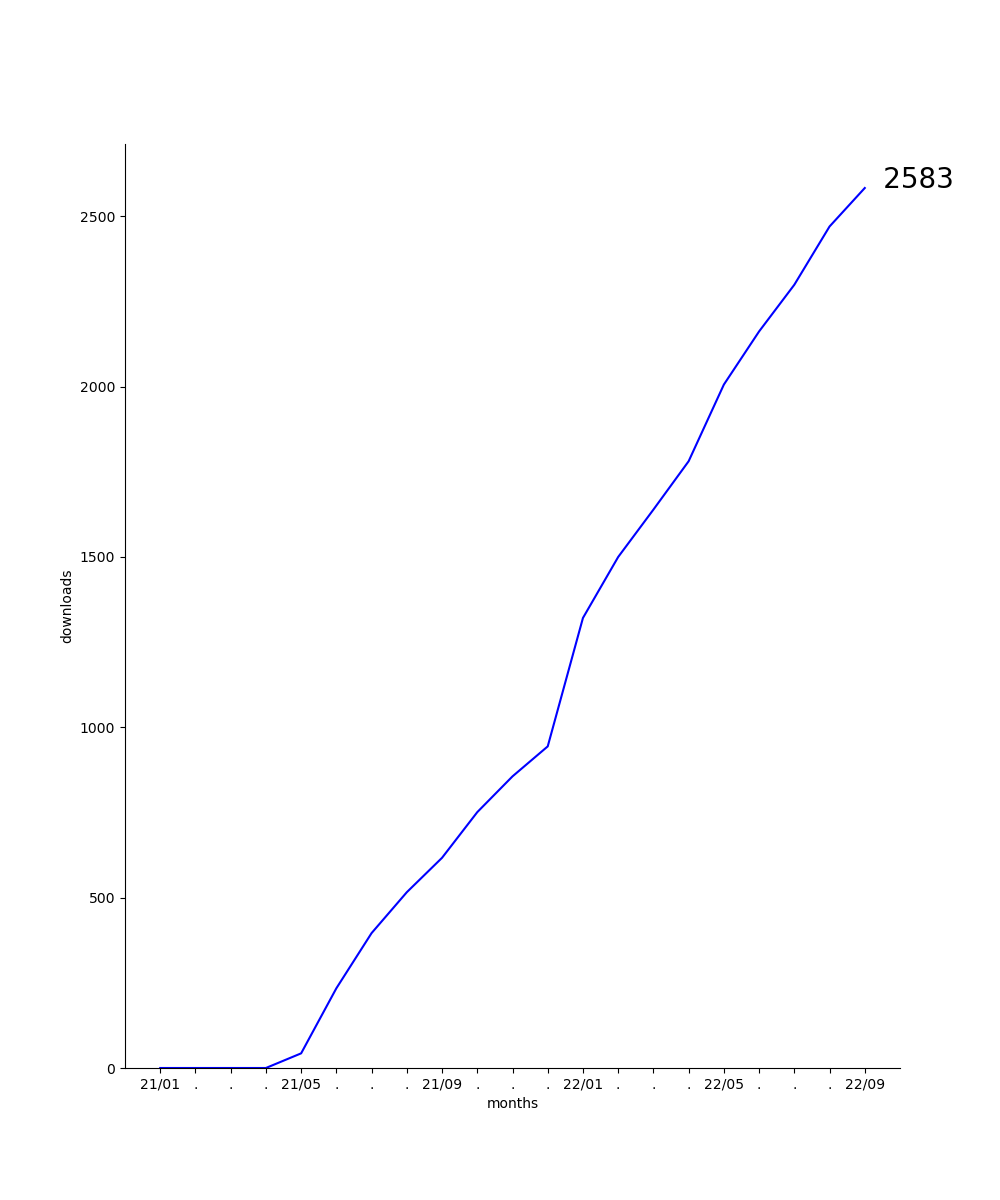 2583
2500
2000
1500
1000
500
0
downloads
21/01 . . . 21/05 . . . 21/09 . . . 22/01 . . . 22/05 . . . 22/09
months